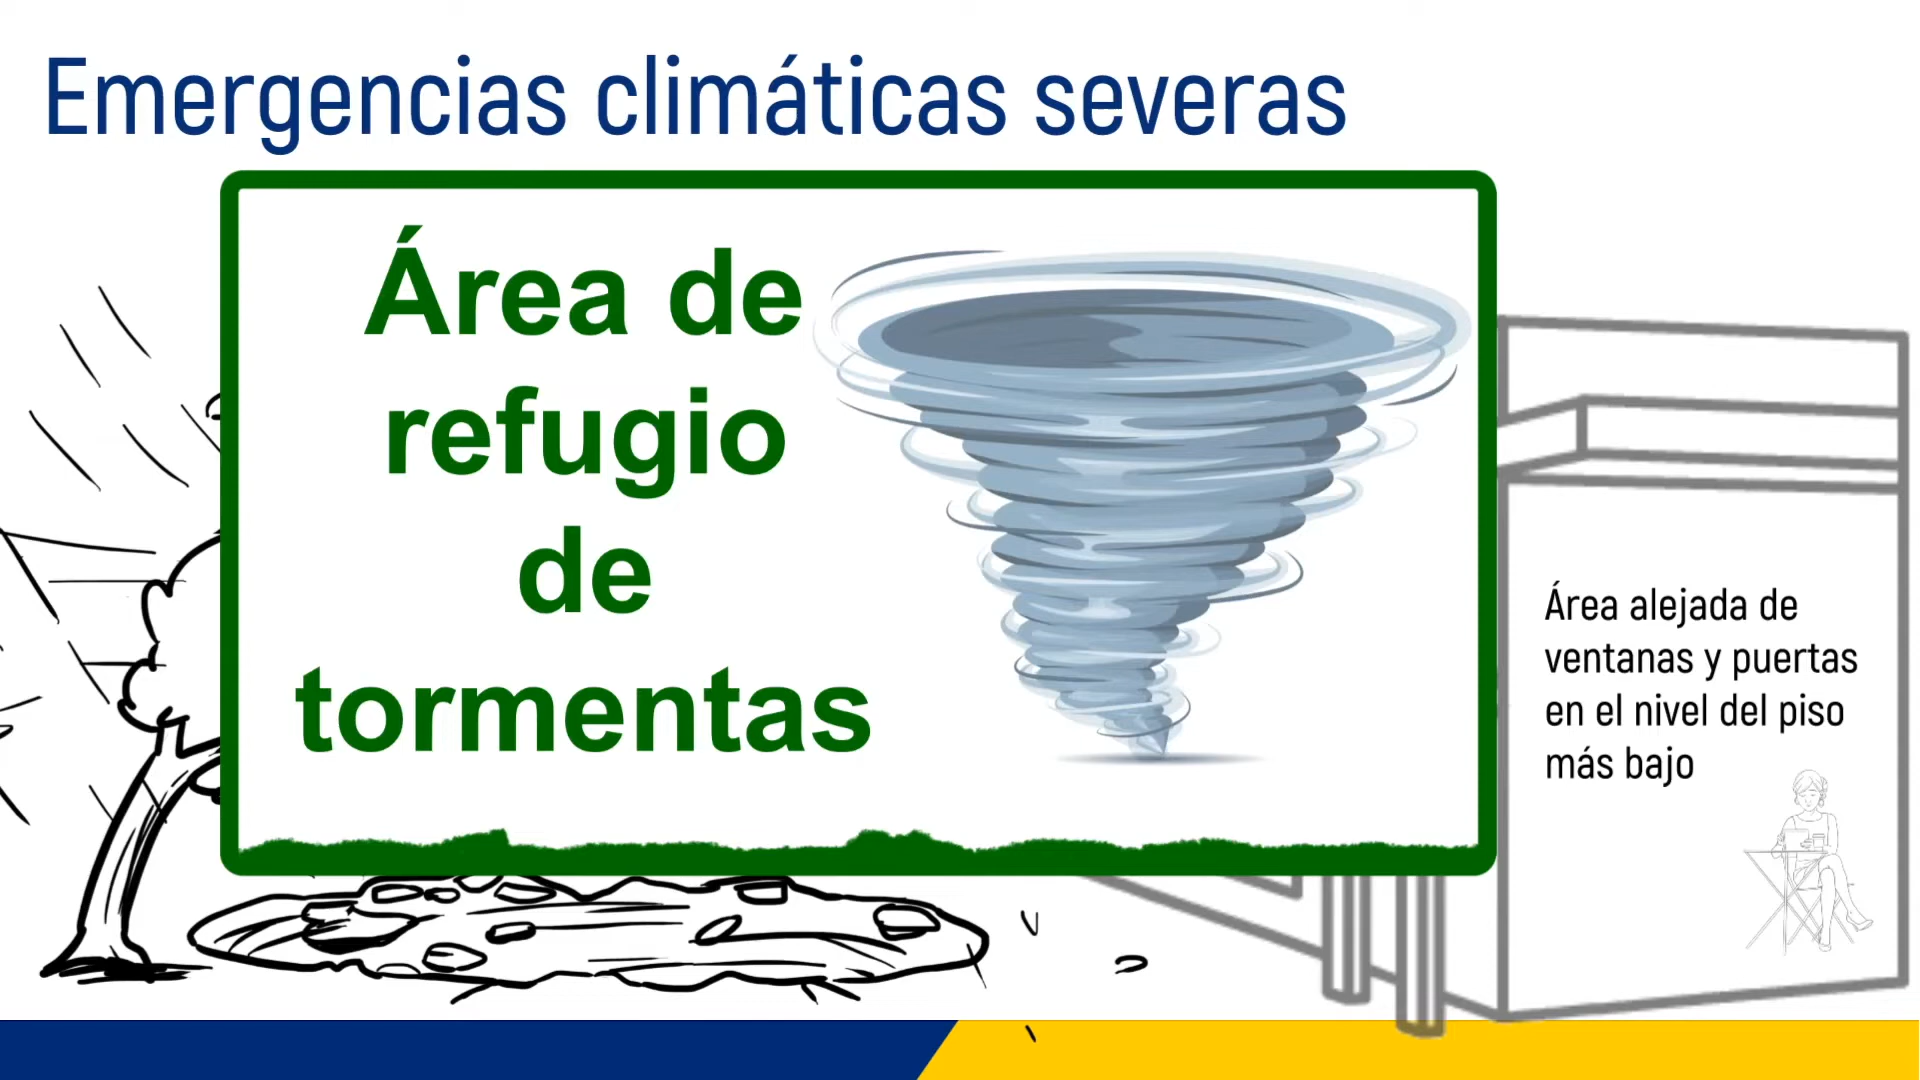 Emergencias climáticas severas
Área de
refugio
de
tormentas
Área alejada de
ventanas y puertas
en el nivel del piso
más bajo